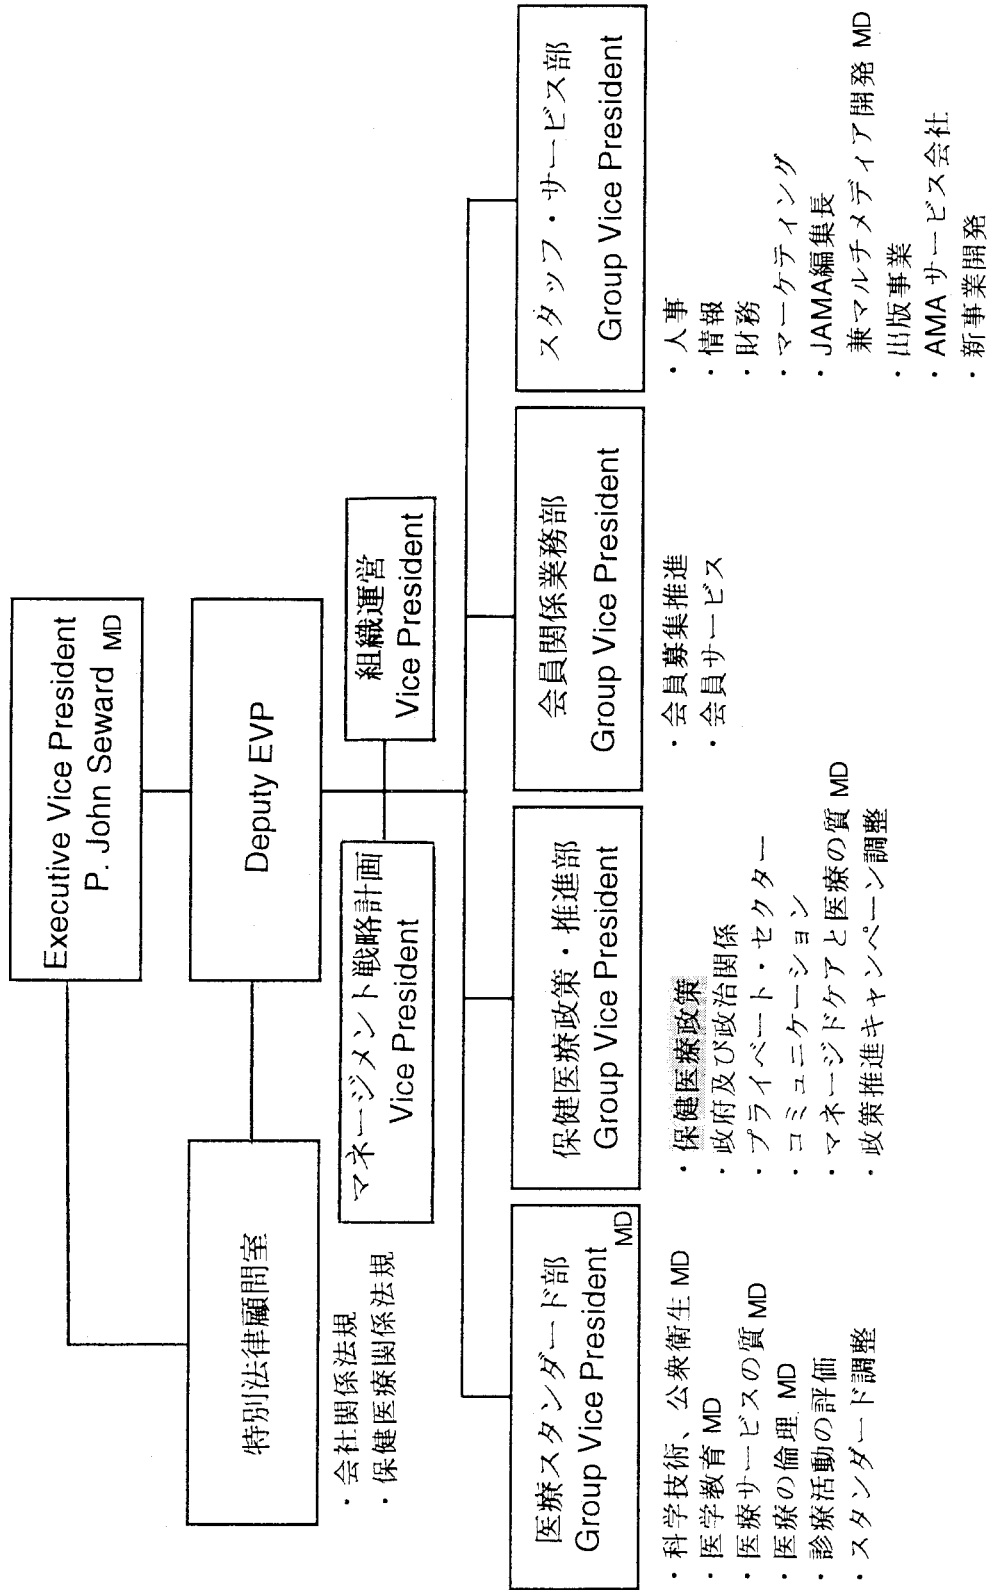 Executive Vice President
P. John Seward MD
特別法律顧問室
Deputy EVP
・会社関係法規
・保健医療関係法規
マネージメント戦略計画
Vice President
組織運営
Vice President
医療スタンダード部
Group Vice President MD
・科学技術、公衆衛生 MD
・医学教育 MD
・医療サービスの質 MD
・医療の倫理 MD
・診療活動の評価
・スタンダード調整
保健医療政策・推進部
Group Vice President
・保健医療政策
・政府及び政治関係
・プライベート・セクター
・コミュニケーション
・マネージドケアと医療の質 MD
・政策推進キャンペーン調整
会員関係業務部
Group Vice President
・会員募集推進
・会員サービス
スタッフ・サービス部
Group Vice President
・人事
・情報
・財務
・マーケティング
・JAMA編集長
兼マルチメディア開発 MD
・出版事業
・AMA サービス会社
・新事業開発